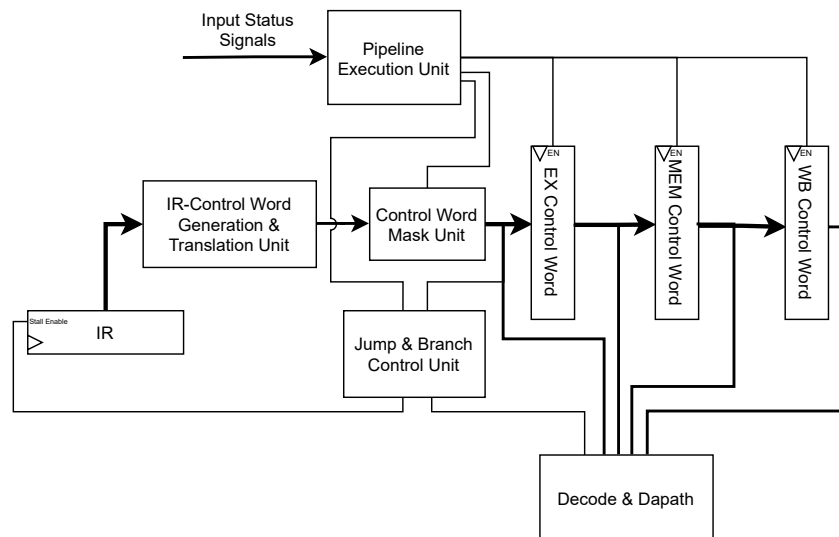 Input Status
Signals
Pipeline
Execution Unit
EN
EN
EN
EX Control Word
MEM Control Word
WB Control Word
IR-Control Word
Generation &
Translation Unit
Control Word
Mask Unit
Stall Enable
IR
Jump & Branch
Control Unit
Decode & Dapath